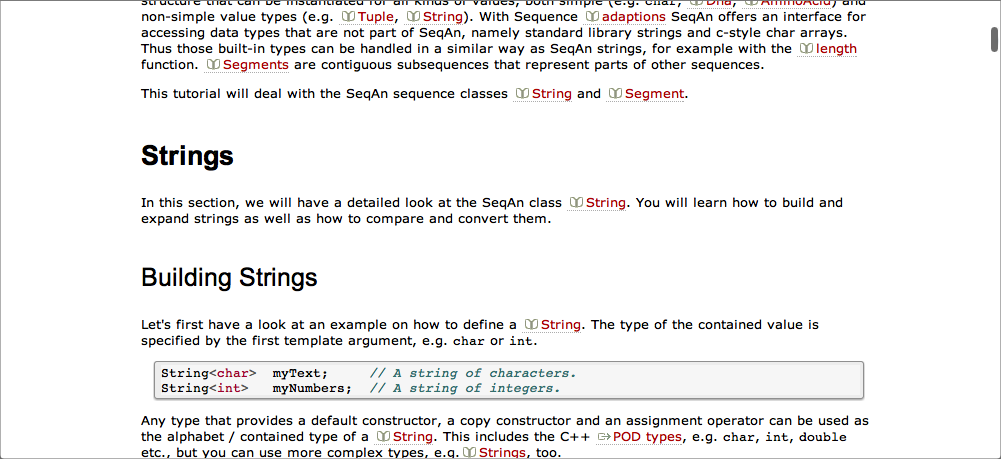 structure that can be instantiated for all kinds of values, both simple (e.g. char, Dna, AminoAcid) and
non-simple value types (e.g. Tuple, String). With Sequence adaptions SeqAn offers an interface for
accessing data types that are not part of SeqAn, namely standard library strings and c-style char arrays.
Thus those built-in types can be handled in a similar way as SeqAn strings, for example with the length
function. Segments are contiguous subsequences that represent parts of other sequences.
This tutorial will deal with the SeqAn sequence classes String and Segment.
Strings
In this section, we will have a detailed look at the SeqAn class String. You will learn how to build and
expand strings as well as how to compare and convert them.
Building Strings
Let's first have a look at an example on how to define a String. The type of the contained value is
specified by the first template argument, e.g. char or int.
String<char>  myText;     // A string of characters.
String<int>   myNumbers;  // A string of integers.
Any type that provides a default constructor, a copy constructor and an assignment operator can be used as
the alphabet / contained type of a String. This includes the C++ POD types, e.g. char, int, double
etc., but you can use more complex types, e.g. Strings, too.